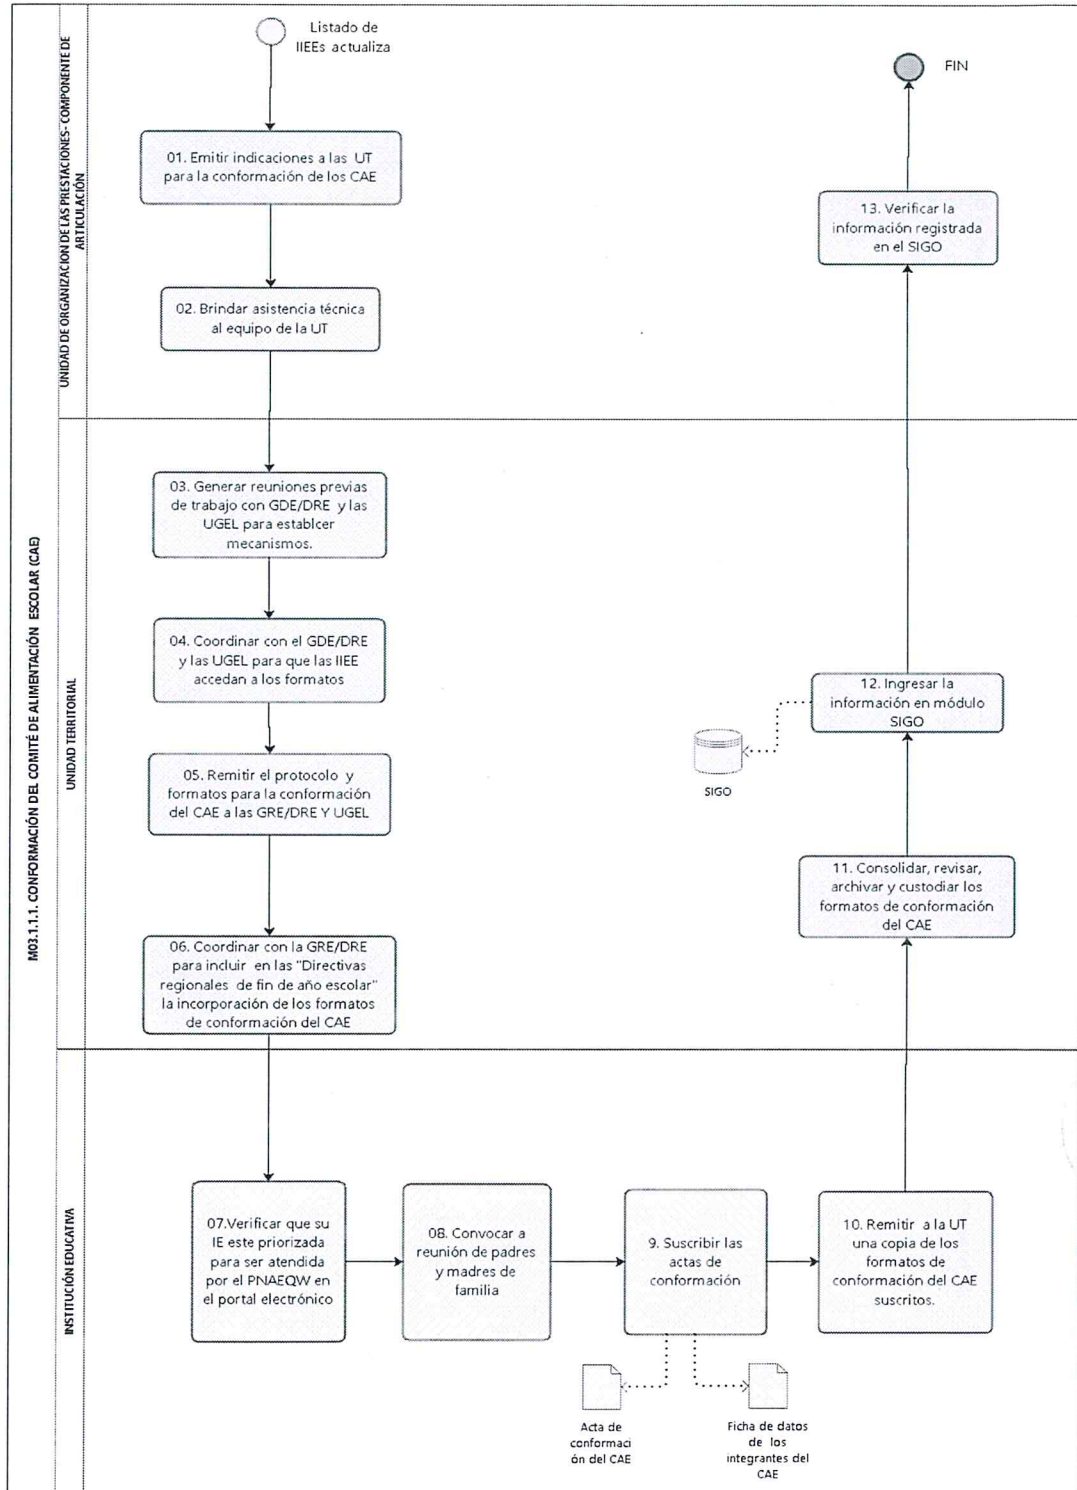 M03.1.1.1. CONFORMACIÓN DEL COMITÉ DE ALIMENTACIÓN ESCOLAR (CAE)
UNIDAD DE ORGANIZACION DE LAS PRESTACIONES- COMPONENTE DE
ARTICULACIÓN
Listado de
IIEEs actualiza
01. Emitir indicaciones a las UT
para la conformación de los CAE
02. Brindar asistencia técnica
al equipo de la UT
FIN
13. Verificar la
información registrada
en el SIGO
UNIDAD TERRITORIAL
03. Generar reuniones previas
de trabajo con GDE/DRE y las
UGEL para establcer
mecanismos.
04. Coordinar con el GDE/DRE
y las UGEL para que las IIEE
accedan a los formatos
05. Remitir el protocolo y
formatos para la conformación
del CAE a las GRE/DRE Y UGEL
06. Coordinar con la GRE/DRE
para incluir en las "Directivas
regionales de fin de año escolar"
la incorporación de los formatos
de conformación del CAE
12. Ingresar la
información en módulo
SIGO
SIGO
11. Consolidar, revisar,
archivar y custodiar los
formatos de conformación
del CAE
INSTITUCIÓN EDUCATIVA
07.Verificar que su
IE este priorizada
para ser atendida
por el PNAEQW en
el portal electrónico
08. Convocar a
reunión de padres
y madres de
familia
9. Suscribir las
actas de
conformación
10. Remitir a la UT
una copia de los
formatos de
conformación del CAE
suscritos.
Acta de
conformaci
ón del CAE
Ficha de datos
de los
integrantes del
CAE